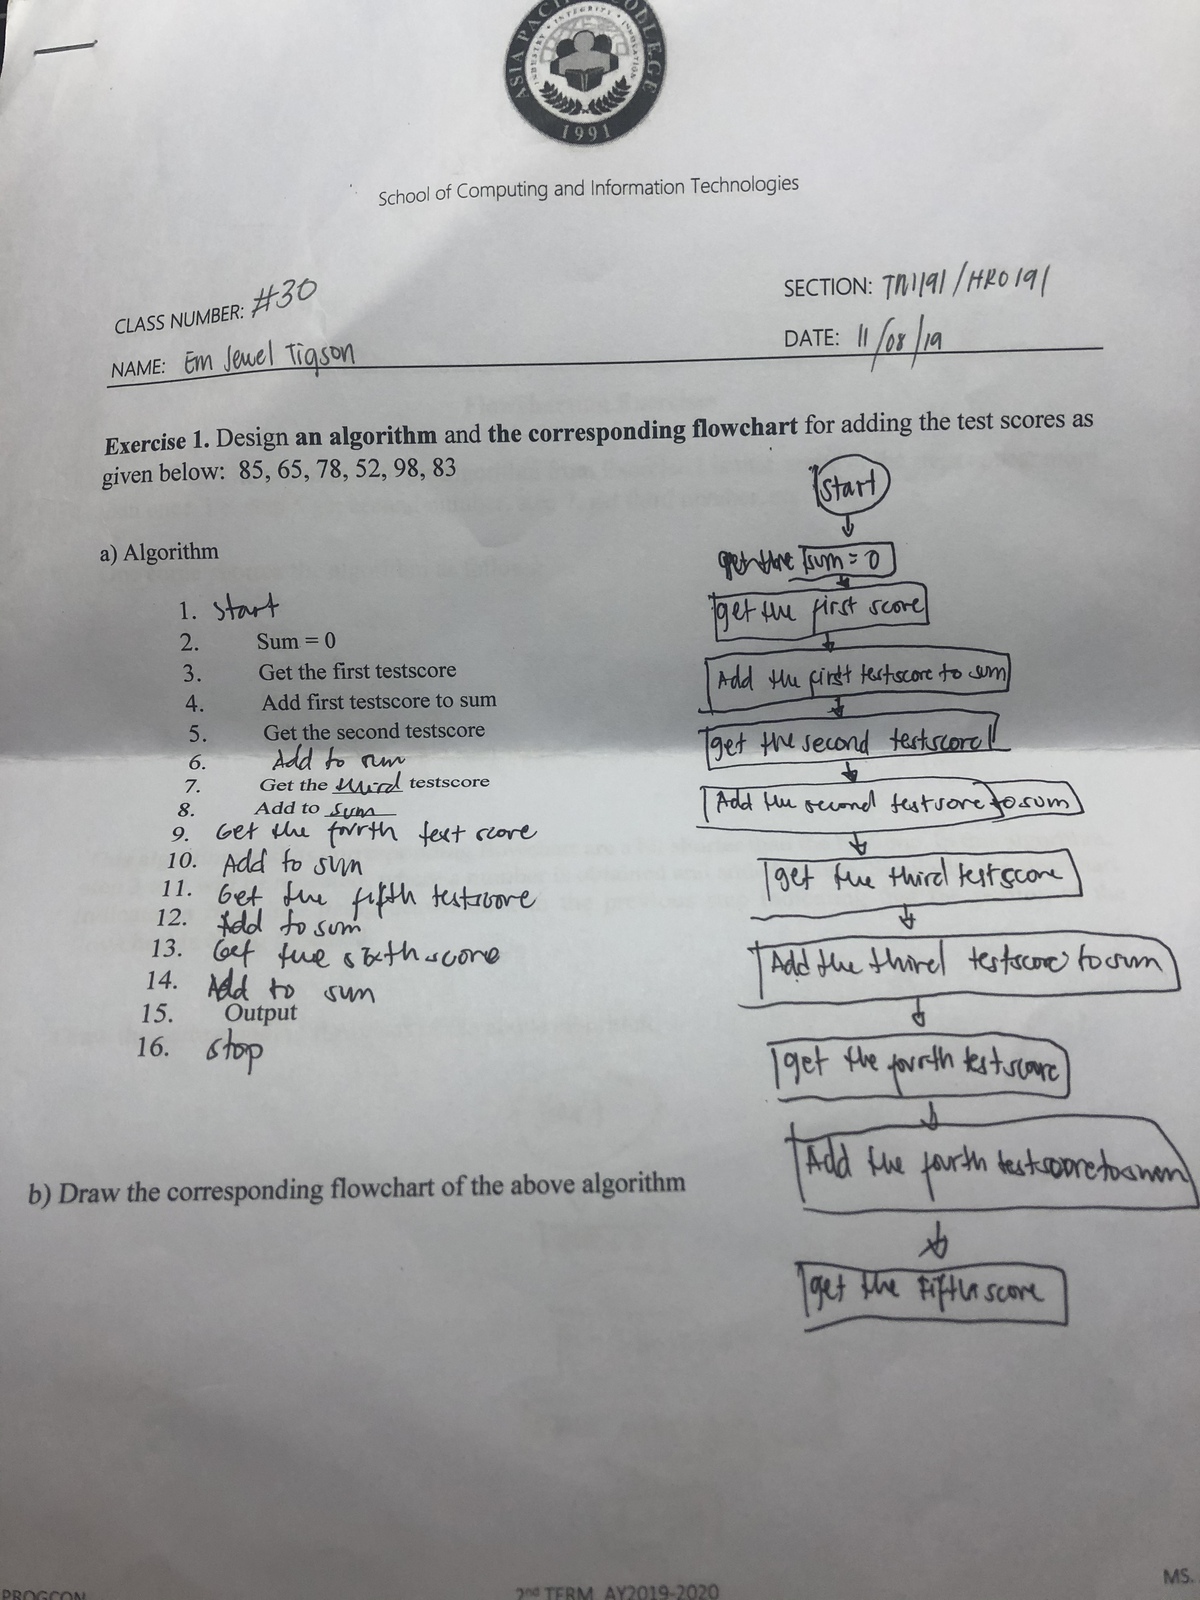 ASIA PACIFIC COLLEGE
INDUSTRY • INTEGRITY • INNOVATION
1991
School of Computing and Information Technologies
CLASS NUMBER: #30
SECTION: TN1191/HRO191
NAME: Em Jewel Tigson
DATE: 11/08/19
Exercise 1. Design an algorithm and the corresponding flowchart for adding the test scores as
given below: 85, 65, 78, 52, 98, 83
a) Algorithm
1. Start
2. Sum = 0
3. Get the first testscore
4. Add first testscore to sum
5. Get the second testscore
6. Add to sum
7. Get the third testscore
8. Add to sum
9. Get the fourth test score
10. Add to sum
11. Get the fifth testscore
12. Add to sum
13. Get the sixth score
14. Add to sum
15. Output
16. stop
b) Draw the corresponding flowchart of the above algorithm
Start
get the sum = 0
get the first score
Add the first testscore to sum
get the second testscore
Add the second testscore to sum
get the third testscore
Add the third testscore to sum
get the fourth testscore
Add the fourth testscore to sum
get the fifth score
PROGCON
2nd TERM AY2019-2020
MS.